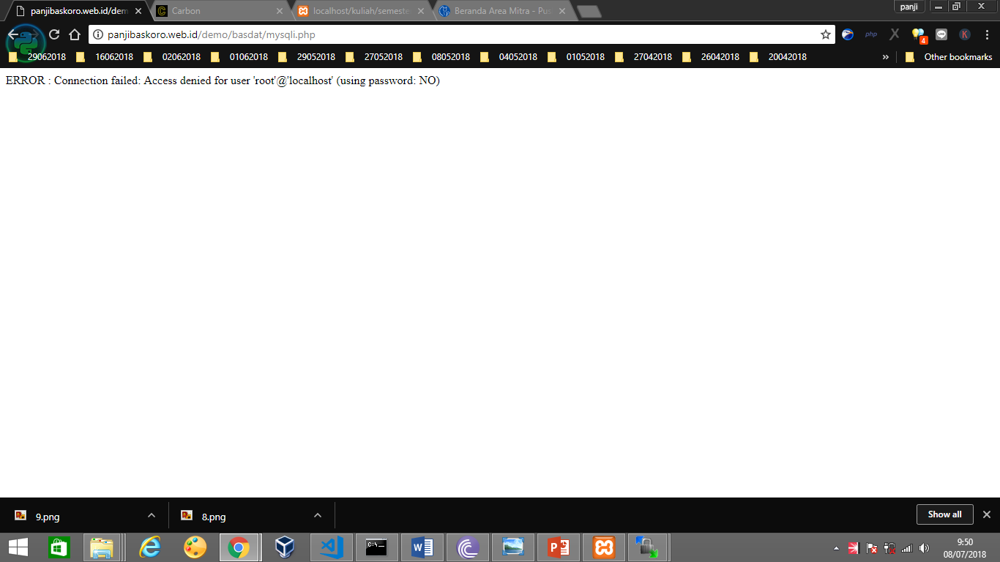 panjibaskoro.web.id/dem
Carbon
localhost/kuliah/semeste
Beranda Area Mitra - Pus
panji
panjibaskoro.web.id/demo/basdat/mysqli.php
php
X
4
LINE
K
29062018
16062018
02062018
01062018
29052018
27052018
08052018
04052018
01052018
27042018
26042018
20042018
»
Other bookmarks
ERROR : Connection failed: Access denied for user 'root'@'localhost' (using password: NO)
9.png
8.png
Show all
9:50
08/07/2018